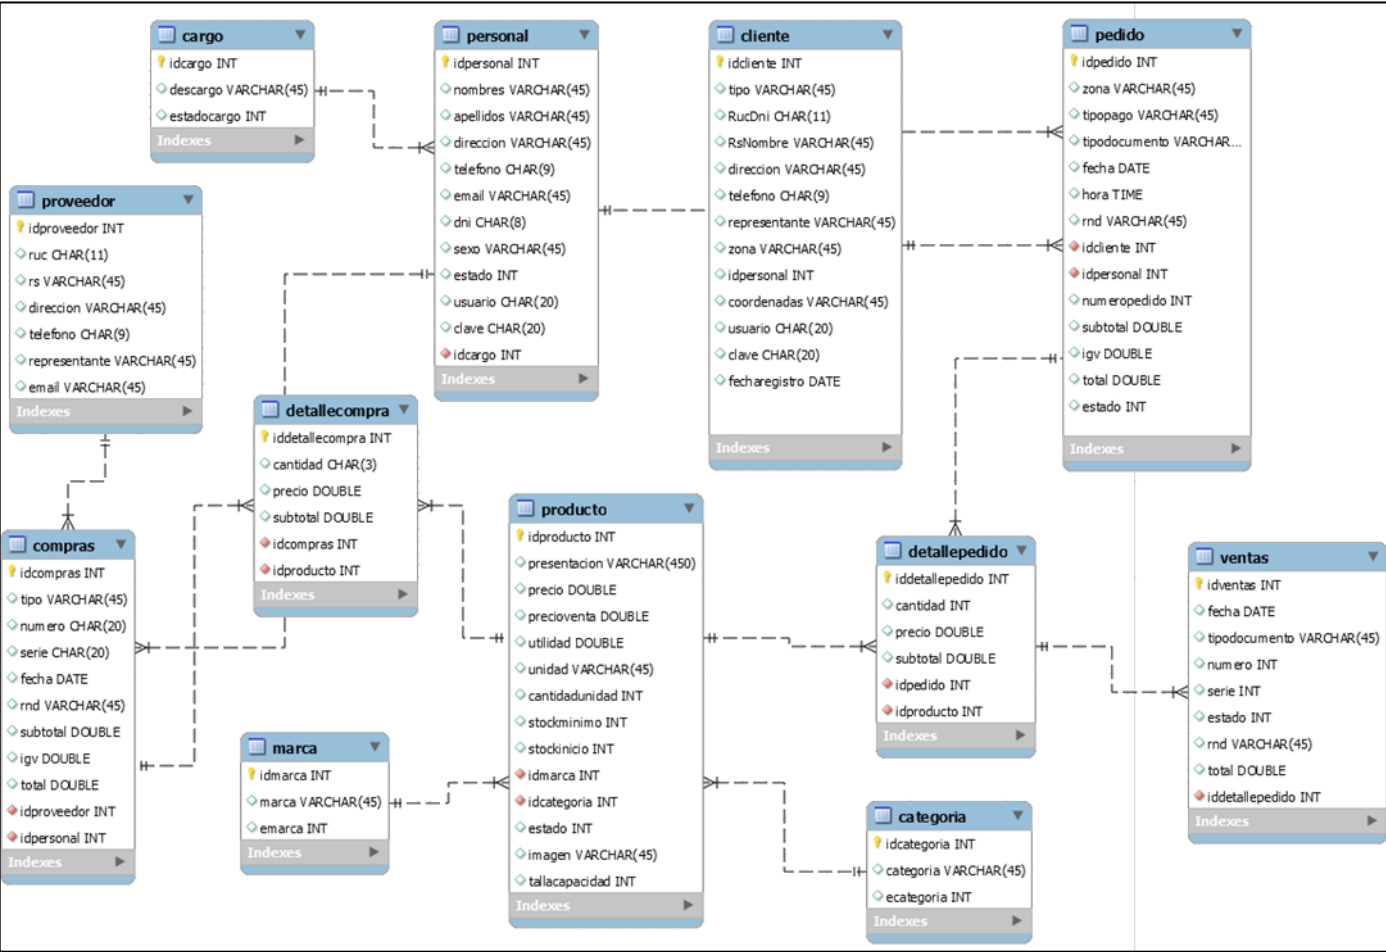 cargo
idcargo INT
descargo VARCHAR(45)
estadocargo INT
Indexes
personal
idpersonal INT
nombres VARCHAR(45)
apellidos VARCHAR(45)
direccion VARCHAR(45)
telefono CHAR(9)
email VARCHAR(45)
dni CHAR(8)
sexo VARCHAR(45)
estado INT
usuario CHAR(20)
clave CHAR(20)
idcargo INT
Indexes
cliente
idcliente INT
tipo VARCHAR(45)
RucDni CHAR(11)
RsNombre VARCHAR(45)
direccion VARCHAR(45)
telefono CHAR(9)
representante VARCHAR(45)
zona VARCHAR(45)
idpersonal INT
coordenadas VARCHAR(45)
usuario CHAR(20)
clave CHAR(20)
fecharegistro DATE
Indexes
pedido
idpedido INT
zona VARCHAR(45)
tipopago VARCHAR(45)
tipodocumento VARCHAR...
fecha DATE
hora TIME
rnd VARCHAR(45)
idcliente INT
idpersonal INT
numeropedido INT
subtotal DOUBLE
igv DOUBLE
total DOUBLE
estado INT
Indexes
proveedor
idproveedor INT
ruc CHAR(11)
rs VARCHAR(45)
direccion VARCHAR(45)
telefono CHAR(9)
representante VARCHAR(45)
email VARCHAR(45)
Indexes
detallecompra
iddetallecompra INT
cantidad CHAR(3)
precio DOUBLE
subtotal DOUBLE
idcompras INT
idproducto INT
Indexes
compras
idcompras INT
tipo VARCHAR(45)
numero CHAR(20)
serie CHAR(20)
fecha DATE
rnd VARCHAR(45)
subtotal DOUBLE
igv DOUBLE
total DOUBLE
idproveedor INT
idpersonal INT
Indexes
marca
idmarca INT
marca VARCHAR(45)
emarca INT
Indexes
producto
idproducto INT
presentacion VARCHAR(450)
precio DOUBLE
precioventa DOUBLE
utilidad DOUBLE
unidad VARCHAR(45)
cantidadunidad INT
stockminimo INT
stockinicio INT
idmarca INT
idcategoria INT
estado INT
imagen VARCHAR(45)
tallacapacidad INT
Indexes
detallepedido
iddetallepedido INT
cantidad INT
precio DOUBLE
subtotal DOUBLE
idpedido INT
idproducto INT
Indexes
categoria
idcategoria INT
categoria VARCHAR(45)
ecategoria INT
Indexes
ventas
idventas INT
fecha DATE
tipodocumento VARCHAR(45)
numero INT
serie INT
estado INT
rnd VARCHAR(45)
total DOUBLE
iddetallepedido INT
Indexes